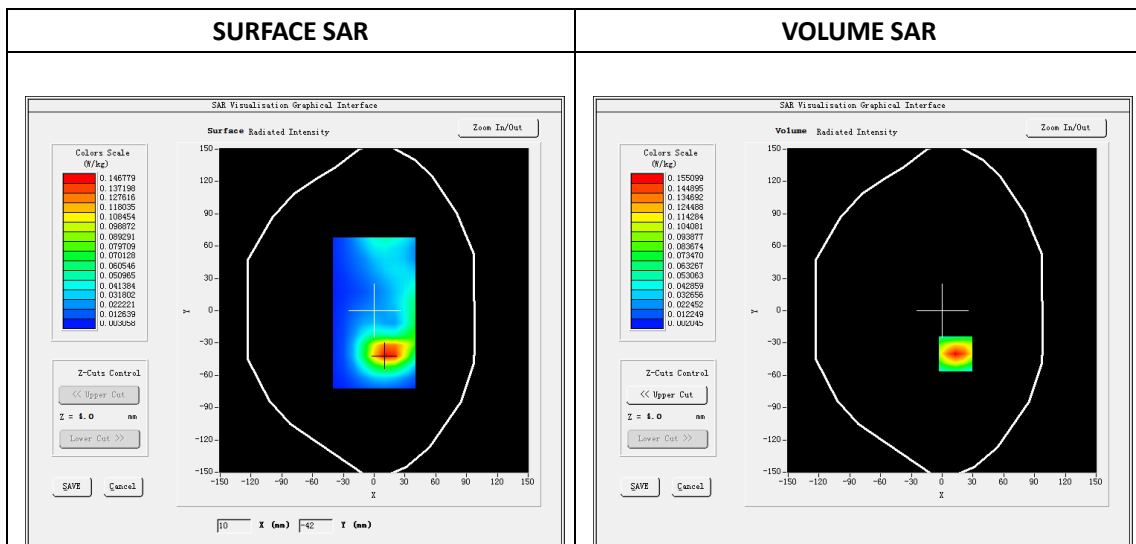 SURFACE SAR
VOLUME SAR
SAR Visualisation Graphical Interface
Surface Radiated Intensity
Zoom In/Out
Colors Scale
(W/kg)
0.146779
0.137198
0.127616
0.118035
0.108454
0.098872
0.089291
0.079709
0.070128
0.060546
0.050965
0.041384
0.031802
0.022221
0.012639
0.003058
150
120
90
60
30
0
-30
-60
-90
-120
-150
Y
-150 -120 -90 -60 -30 0 30 60 90 120 150
X
Z-Cuts Control
<< Upper Cut
Z = 4.0 mm
Lower Cut >>
SAVE Cancel
10 X (mm) -42 Y (mm)
SAR Visualisation Graphical Interface
Volume Radiated Intensity
Zoom In/Out
Colors Scale
(W/kg)
0.155099
0.144895
0.134692
0.124488
0.114284
0.104081
0.093877
0.083674
0.073470
0.063267
0.053063
0.042859
0.032656
0.022452
0.012249
0.002045
150
120
90
60
30
0
-30
-60
-90
-120
-150
Y
-150 -120 -90 -60 -30 0 30 60 90 120 150
X
Z-Cuts Control
<< Upper Cut
Z = 4.0 mm
Lower Cut >>
SAVE Cancel